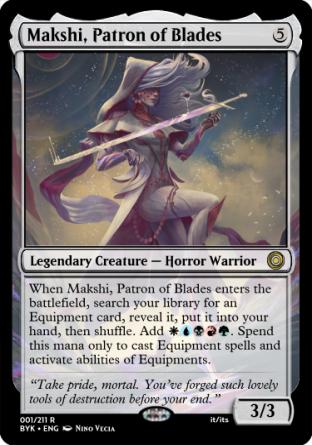 Makshi, Patron of Blades 5
Legendary Creature — Horror Warrior
When Makshi, Patron of Blades enters the
battlefield, search your library for an
Equipment card, reveal it, put it into your
hand, then shuffle. Add . Spend
this mana only to cast Equipment spells and
activate abilities of Equipments.
“Take pride, mortal. You’ve forged such lovely
tools of destruction before your end.”
3/3
001/211 R it/its
BYK • ENG Nino Vecia